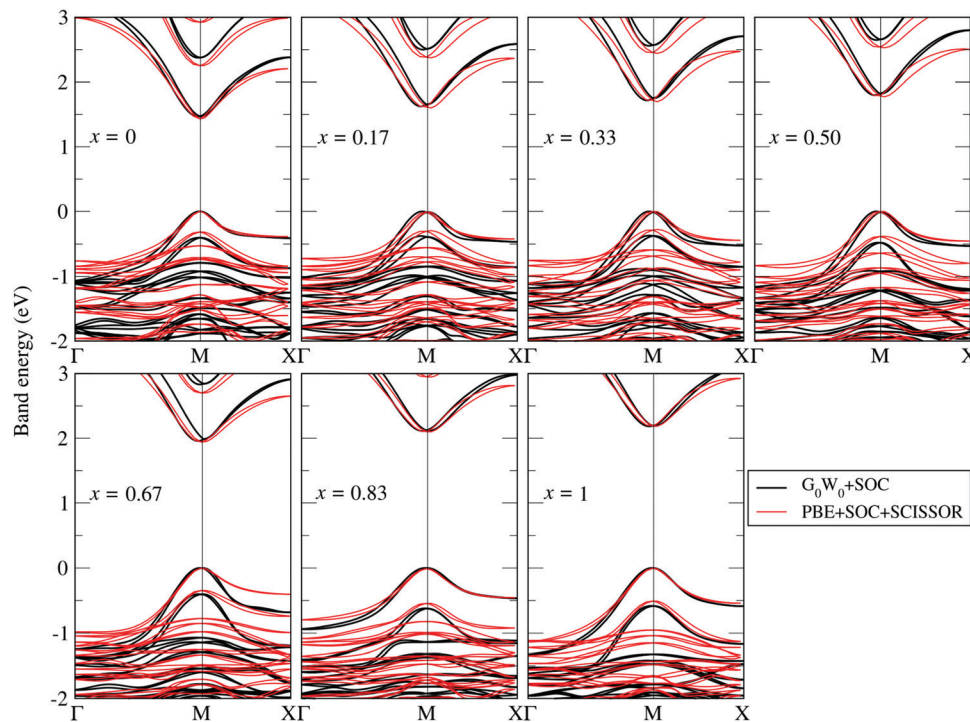 3
2
1
0
-1
-2
Band energy (eV)
x = 0
x = 0.17
x = 0.33
x = 0.50
Γ M XΓ M XΓ M XΓ M X
3
2
1
0
-1
-2
x = 0.67
x = 0.83
x = 1
G₀W₀+SOC
PBE+SOC+SCISSOR
Γ M XΓ M XΓ M X